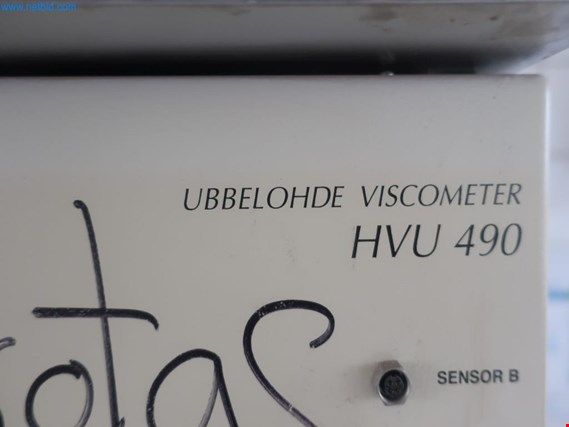 www.netbid.com
UBBELOHDE VISCOMETER
HVU 490
SENSOR B